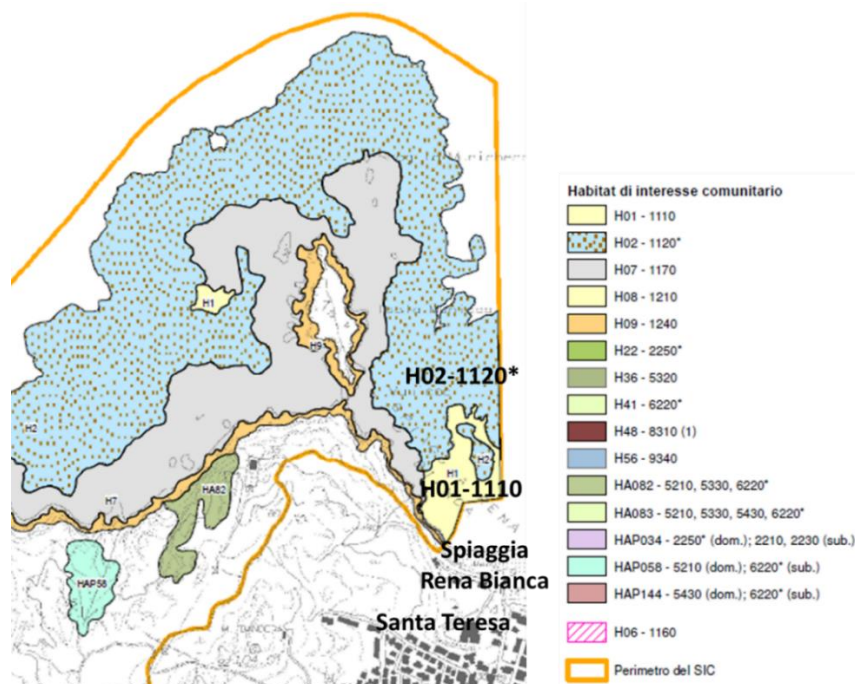 H1
H9
H02-1120*
H2
H2
H1
H01-1110
H7
HA82
HAP58
Spiaggia
Rena Bianca
Santa Teresa
Habitat di interesse comunitario
H01 - 1110
H02 - 1120*
H07 - 1170
H08 - 1210
H09 - 1240
H22 - 2250*
H36 - 5320
H41 - 6220*
H48 - 8310 (1)
H56 - 9340
HA082 - 5210, 5330, 6220*
HA083 - 5210, 5330, 5430, 6220*
HAP034 - 2250* (dom.); 2210, 2230 (sub.)
HAP058 - 5210 (dom.); 6220* (sub.)
HAP144 - 5430 (dom.); 6220* (sub.)
H06 - 1160
Perimetro del SIC